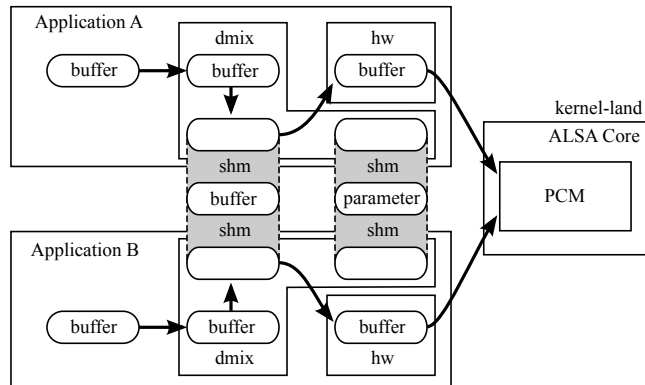 Application A
dmix
hw
buffer
buffer
buffer
kernel-land
ALSA Core
shm
shm
buffer
parameter
PCM
shm
shm
Application B
buffer
buffer
buffer
dmix
hw